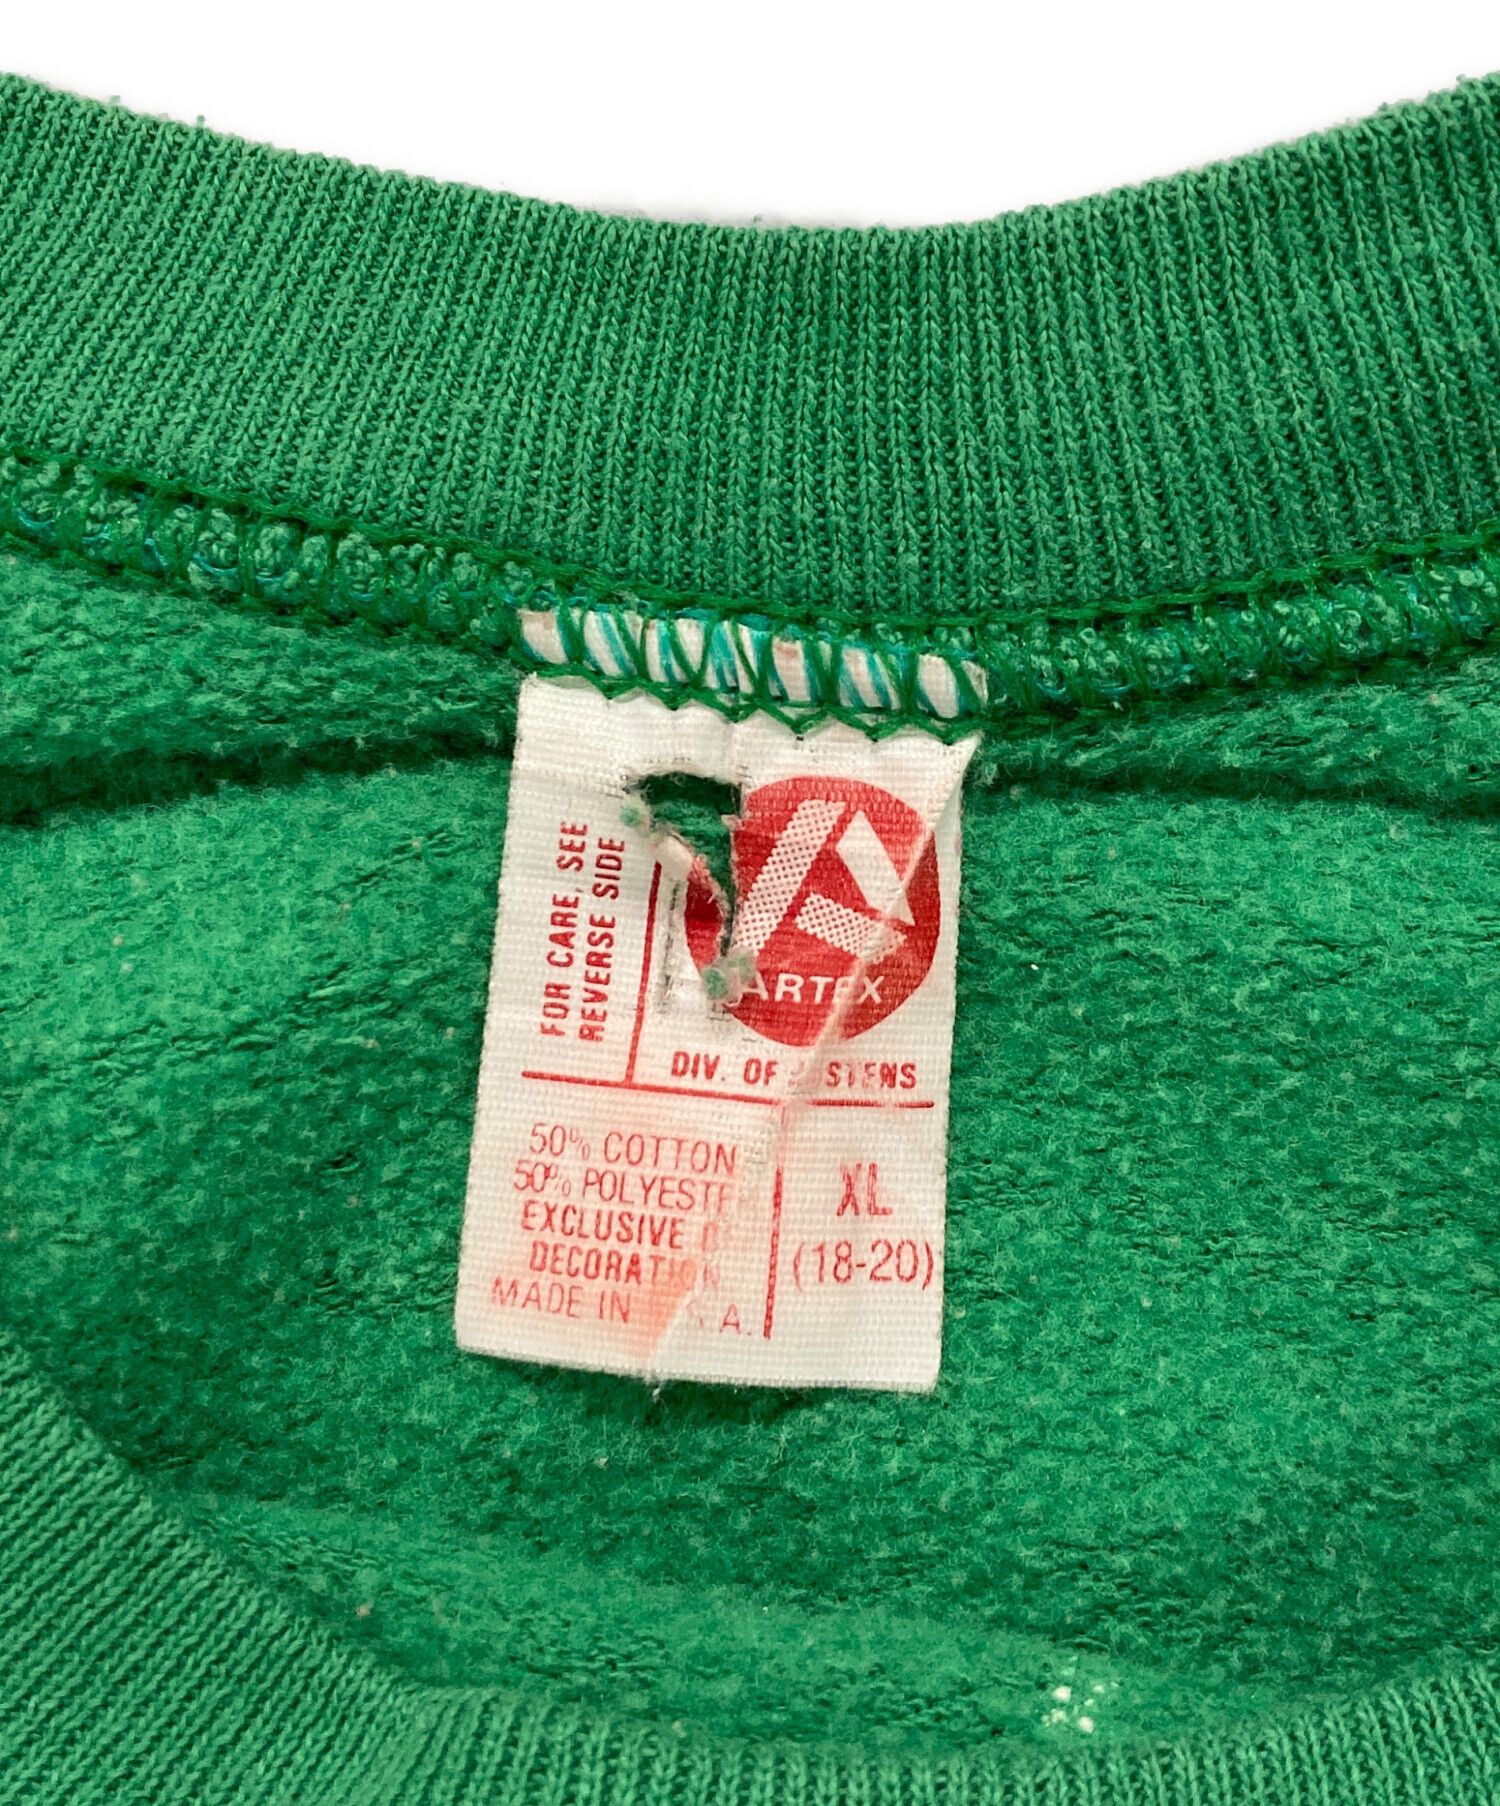 FOR CARE, SEE
REVERSE SIDE
ARTEX
DIV. OF STENS
50% COTTON
50% POLYESTE
EXCLUSIVE
DECORATION
MADE IN .A.
XL
(18-20)